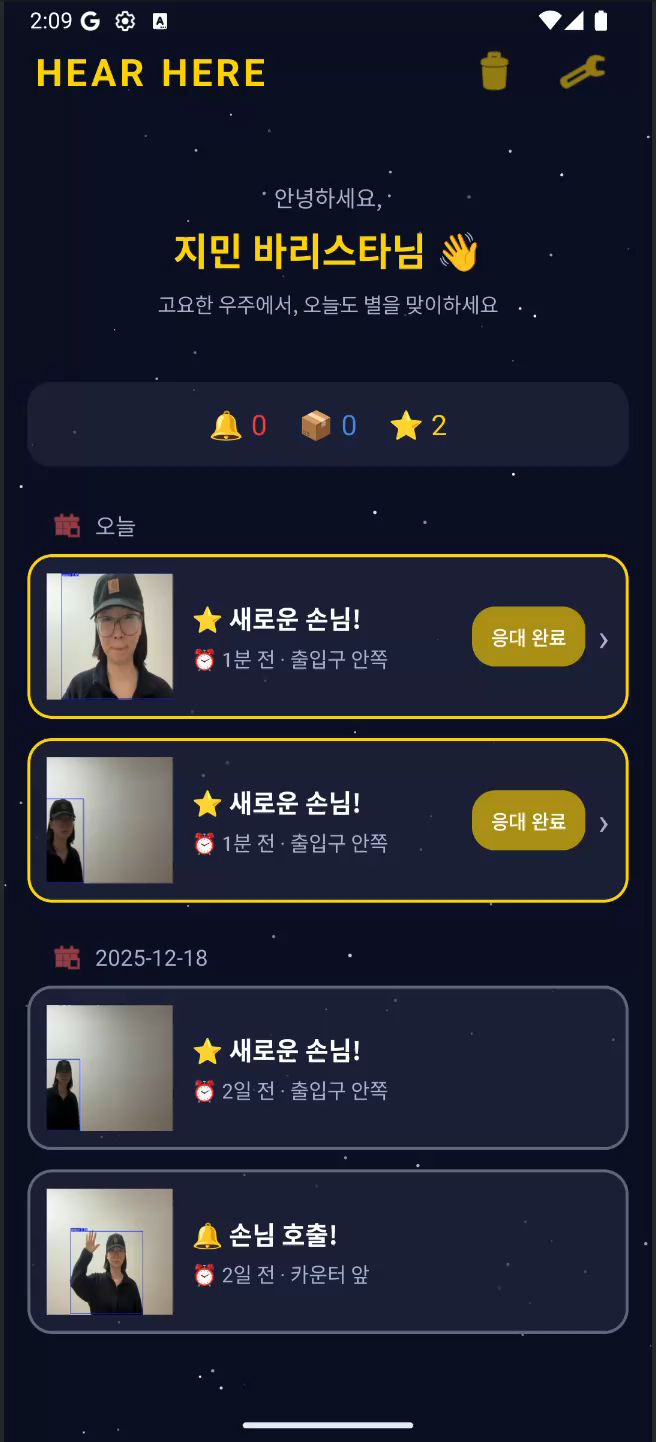 2:09
HEAR HERE
안녕하세요,
지민 바리스타님 👋
고요한 우주에서, 오늘도 별을 맞이하세요
🔔 0 📦 0 ⭐ 2
오늘
⭐ 새로운 손님!
⏰ 1분 전 · 출입구 안쪽
응대 완료 ›
⭐ 새로운 손님!
⏰ 1분 전 · 출입구 안쪽
응대 완료 ›
2025-12-18
⭐ 새로운 손님!
⏰ 2일 전 · 출입구 안쪽
🔔 손님 호출!
⏰ 2일 전 · 카운터 앞